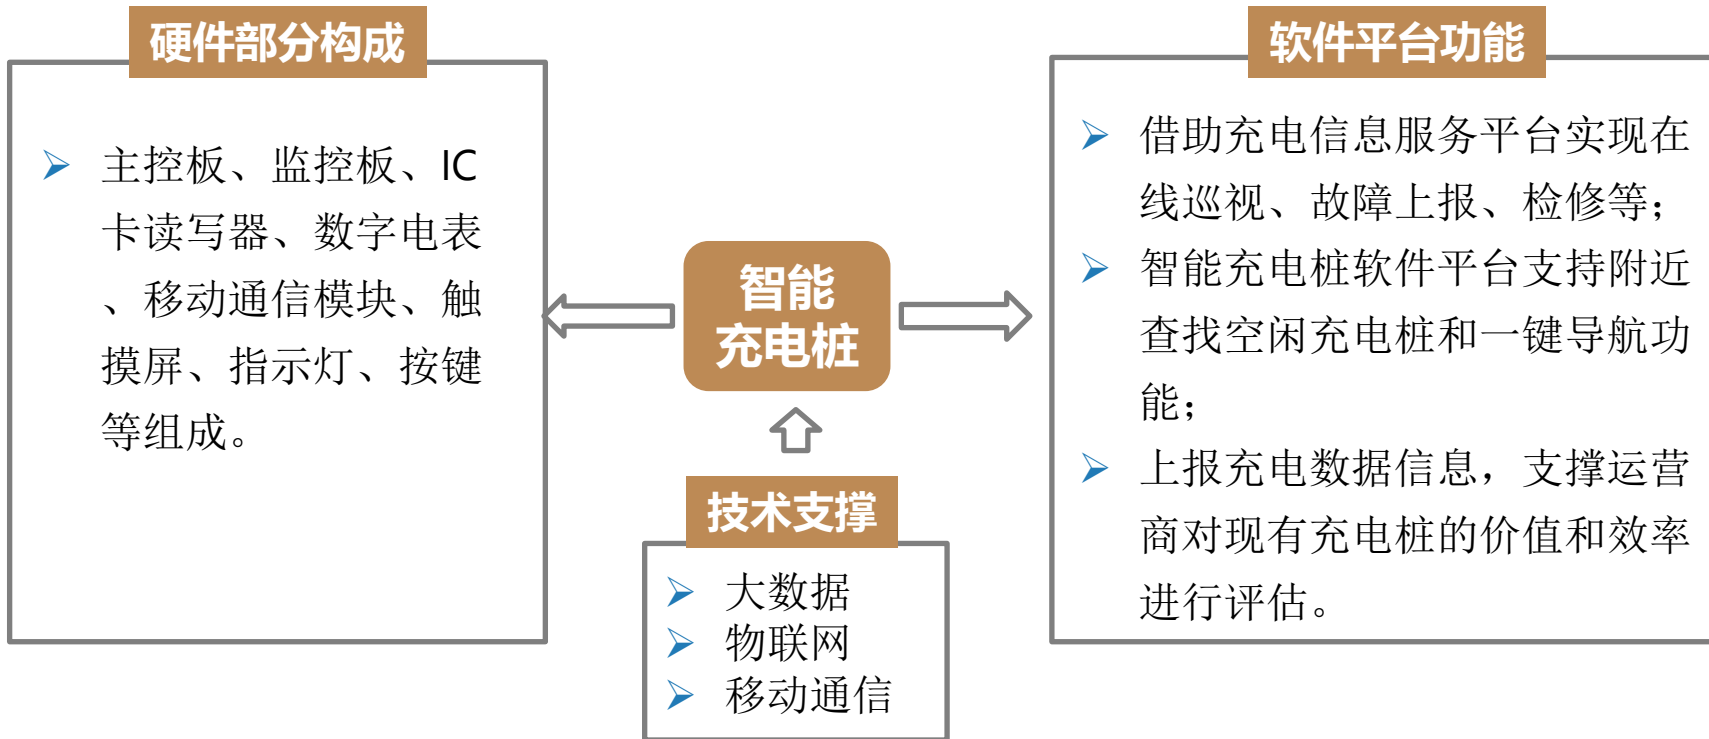 硬件部分构成
主控板、监控板、IC
卡读写器、数字电表
、移动通信模块、触
摸屏、指示灯、按键
等组成。
智能
充电桩
技术支撑
大数据
物联网
移动通信
软件平台功能
借助充电信息服务平台实现在
线巡视、故障上报、检修等；
智能充电桩软件平台支持附近
查找空闲充电桩和一键导航功
能；
上报充电数据信息，支撑运营
商对现有充电桩的价值和效率
进行评估。